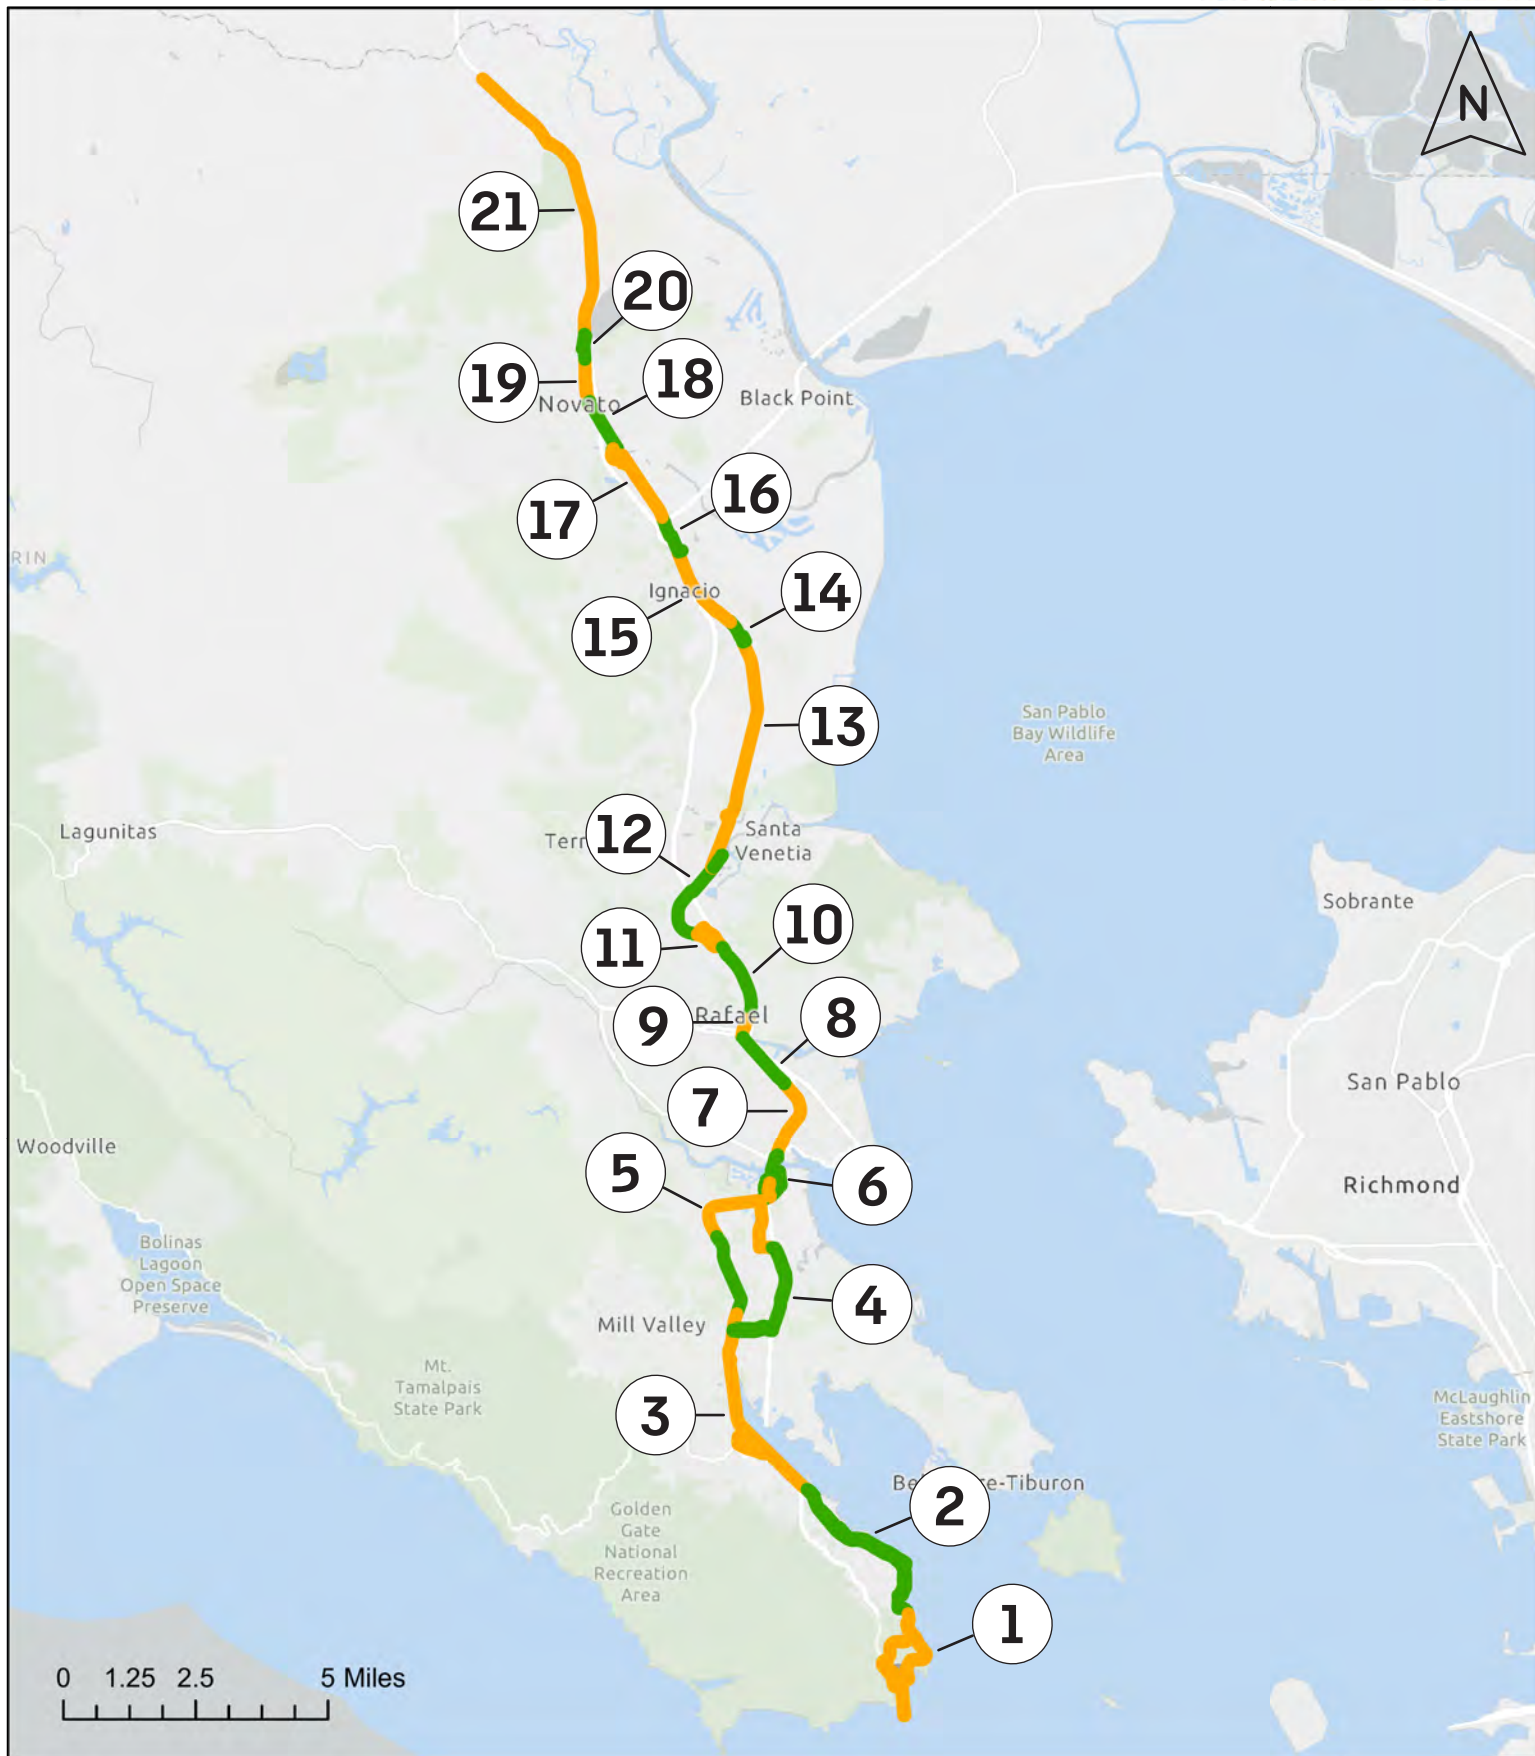 N
21
20
19
18
Novato
Black Point
16
17
RIN
Ignacio
14
15
13
San Pablo
Bay Wildlife
Area
Lagunitas
12
Santa
Venetia
Sobrante
10
11
Rafael
9
8
San Pablo
7
Woodville
5
6
Richmond
Bolinas
Lagoon
Open Space
Preserve
4
Mill Valley
Mt.
Tamalpais
State Park
3
McLaughlin
Eastshore
State Park
2
Golden
Gate
National
Recreation
Area
1
0 1.25 2.5 5 Miles